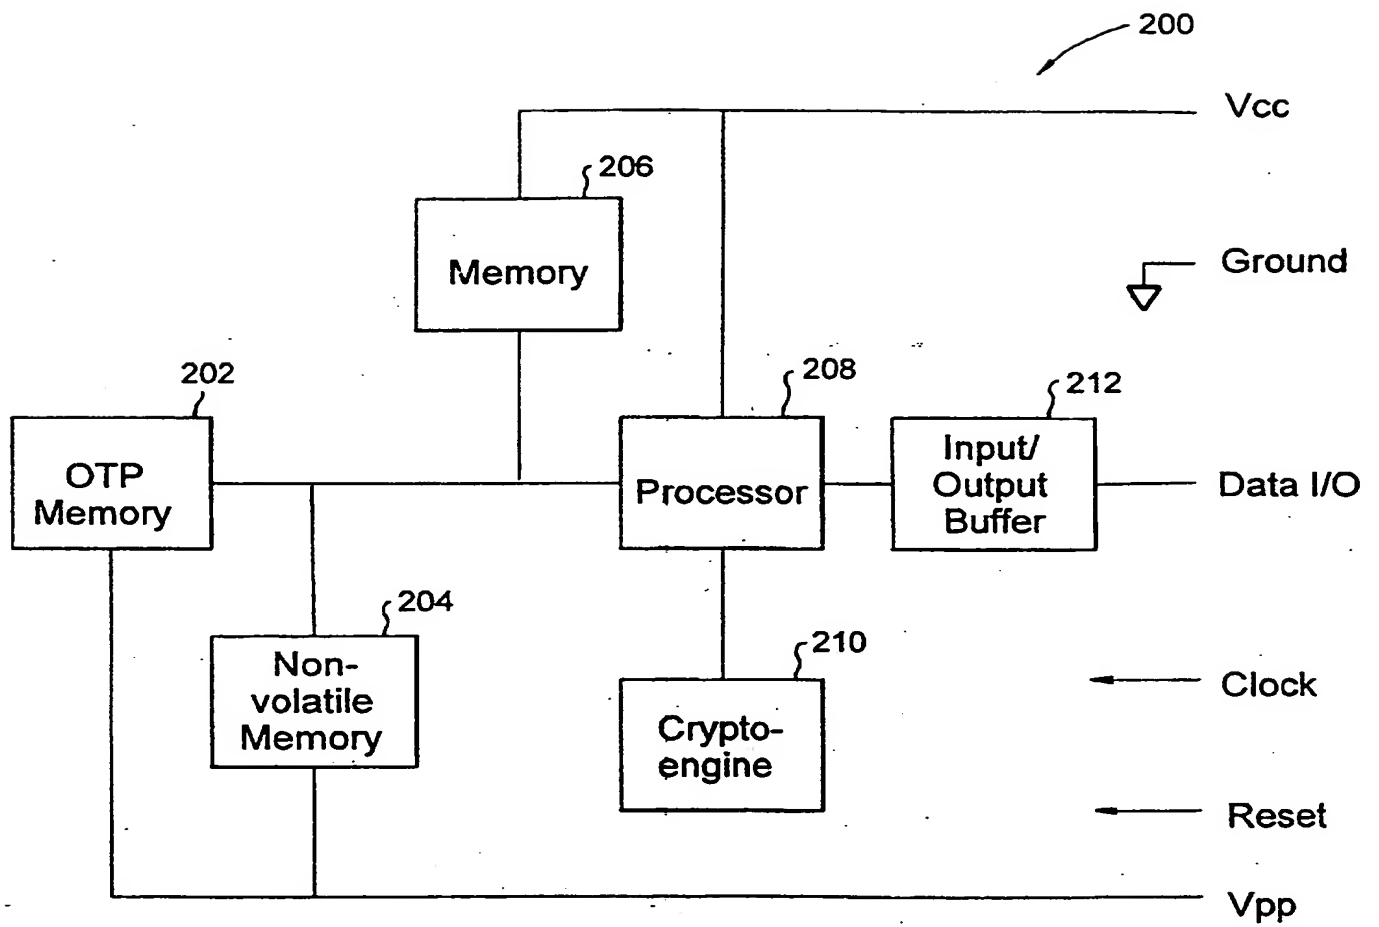 200
Vcc
206
Memory
Ground
202
OTP
Memory
208
Processor
212
Input/
Output
Buffer
Data I/O
204
Non-
volatile
Memory
210
Crypto-
engine
Clock
Reset
Vpp